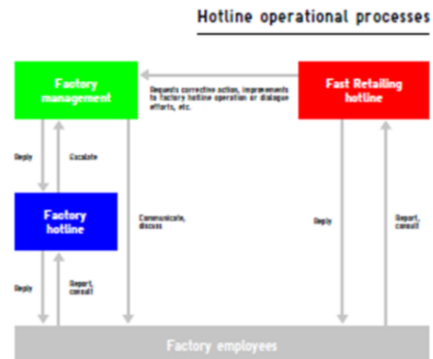 Hotline operational processes
Factory
management
Fast Retailing
hotline
Requests corrective action, improvements
to factory hotline operation or dialogue
efforts, etc.
Reply
Escalate
Factory
hotline
Communicate,
discuss
Reply
Report,
consult
Reply
Report,
consult
Factory employees